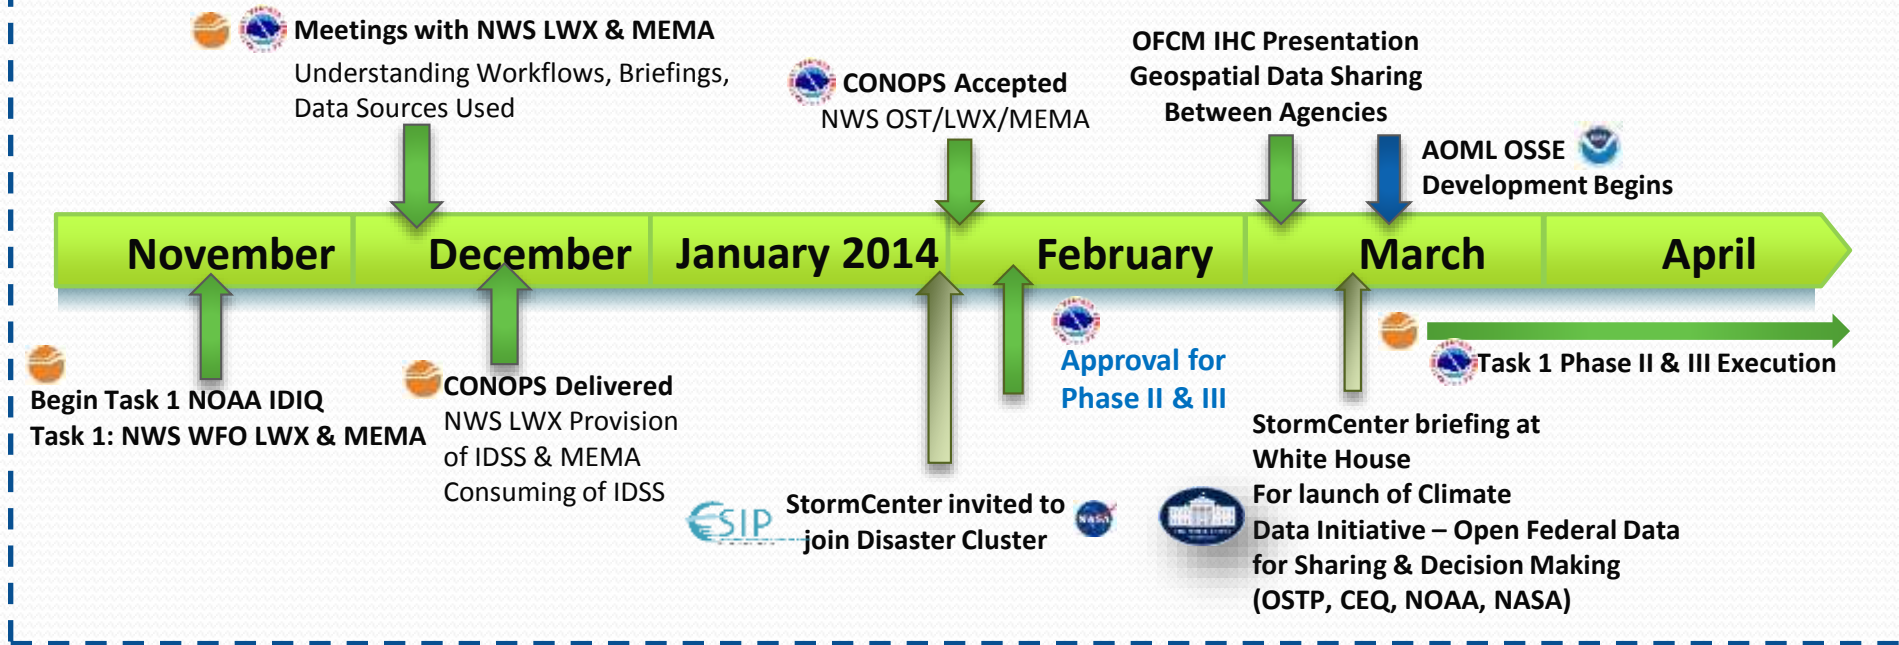 Meetings with NWS LWX & MEMA
Understanding Workflows, Briefings,
Data Sources Used
CONOPS Accepted
NWS OST/LWX/MEMA
OFCM IHC Presentation
Geospatial Data Sharing
Between Agencies
AOML OSSE
Development Begins
November
December
January 2014
February
March
April
Begin Task 1 NOAA IDIQ
Task 1: NWS WFO LWX & MEMA
CONOPS Delivered
NWS LWX Provision
of IDSS & MEMA
Consuming of IDSS
ESIP
StormCenter invited to
join Disaster Cluster
NASA
Approval for
Phase II & III
Task 1 Phase II & III Execution
StormCenter briefing at
White House
For launch of Climate
Data Initiative – Open Federal Data
for Sharing & Decision Making
(OSTP, CEQ, NOAA, NASA)